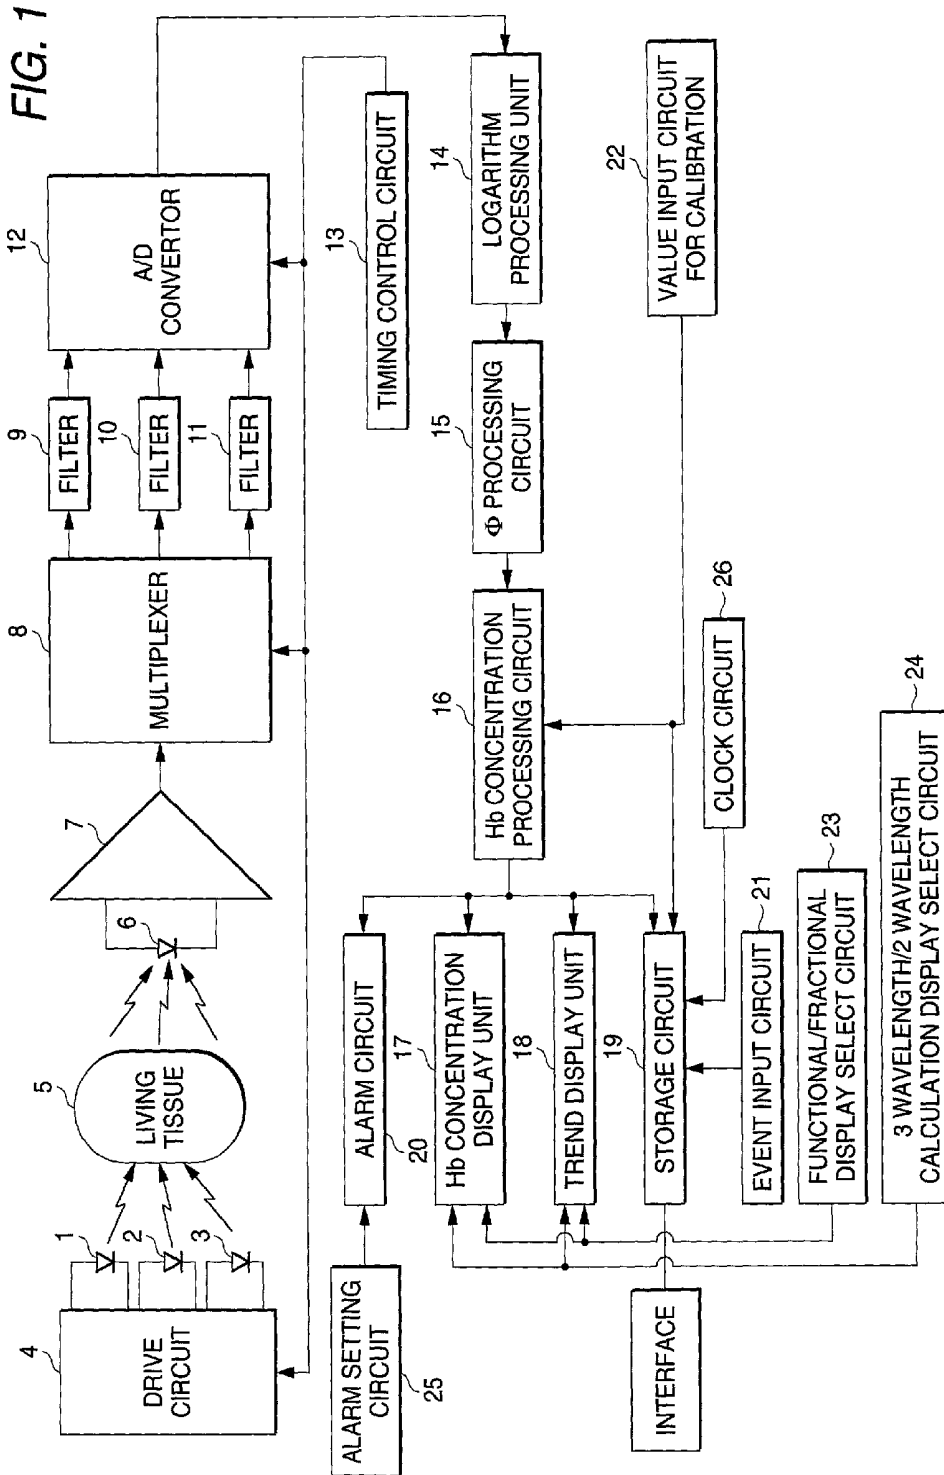 FIG. 1
4
DRIVE
CIRCUIT
1
2
3
5
LIVING
TISSUE
6
7
8
MULTIPLEXER
9
FILTER
10
FILTER
11
FILTER
12
A/D
CONVERTOR
13
TIMING CONTROL CIRCUIT
14
LOGARITHM
PROCESSING UNIT
15
Φ PROCESSING
CIRCUIT
16
Hb CONCENTRATION
PROCESSING CIRCUIT
22
VALUE INPUT CIRCUIT
FOR CALIBRATION
ALARM SETTING
CIRCUIT
25
ALARM CIRCUIT
20
17
Hb CONCENTRATION
DISPLAY UNIT
18
TREND DISPLAY UNIT
19
STORAGE CIRCUIT
INTERFACE
CLOCK CIRCUIT
26
EVENT INPUT CIRCUIT
21
FUNCTIONAL/FRACTIONAL
DISPLAY SELECT CIRCUIT
23
3 WAVELENGTH/2 WAVELENGTH
CALCULATION DISPLAY SELECT CIRCUIT
24